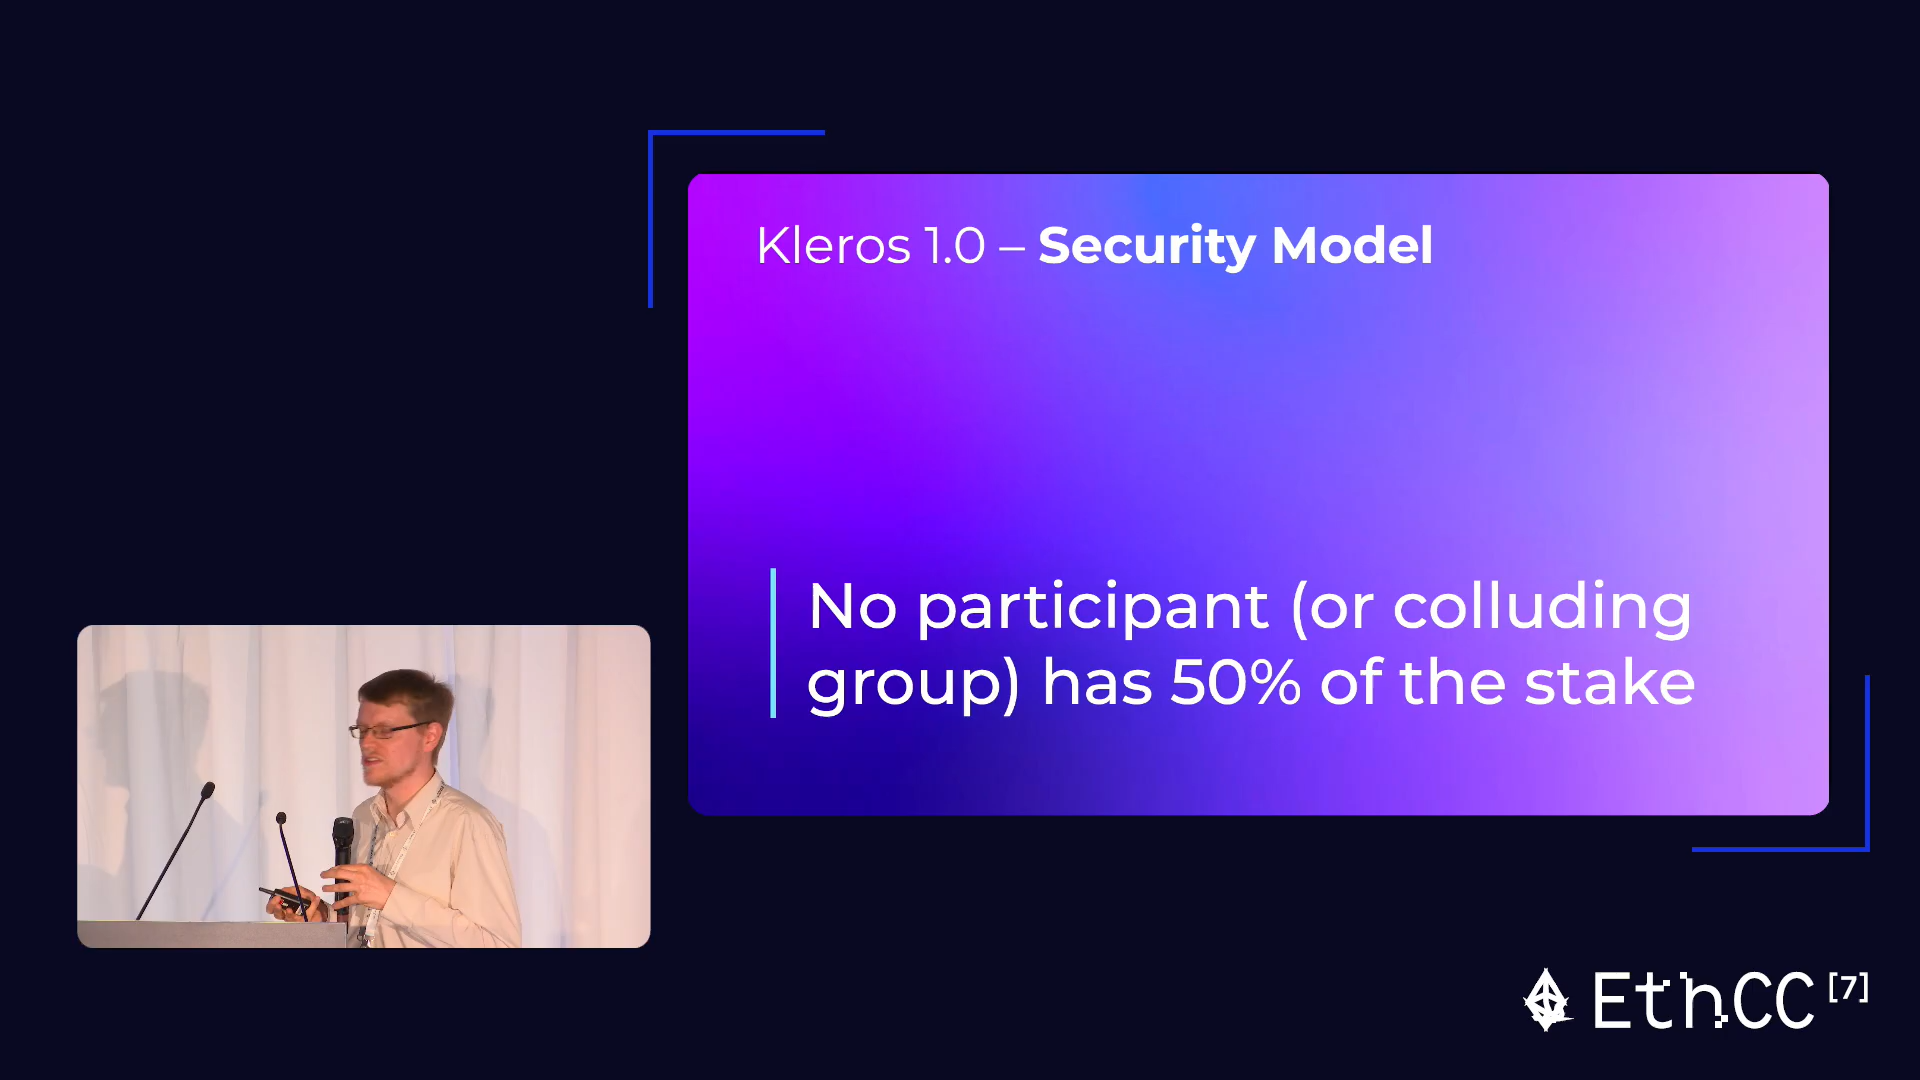 Kleros 1.0 – Security Model
No participant (or colluding
group) has 50% of the stake
EthCC [7]